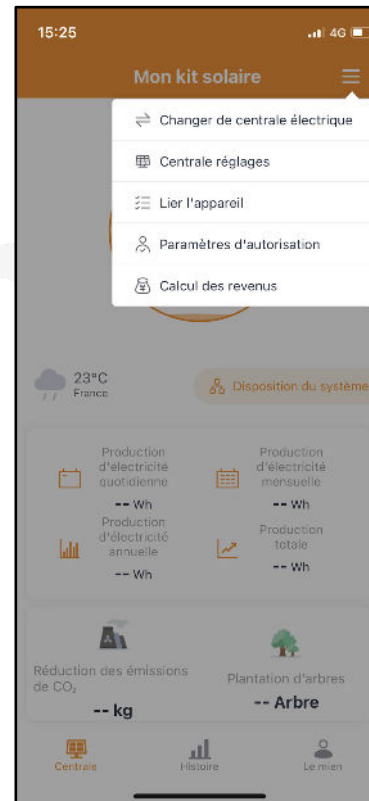 15:25
4G
Mon kit solaire
Changer de centrale électrique
Centrale réglages
Lier l'appareil
Paramètres d'autorisation
Calcul des revenus
23°C
France
Disposition du système
Production
d'électricité
quotidienne
-- Wh
Production
d'électricité
mensuelle
-- Wh
Production
d'électricité
annuelle
-- Wh
Production
totale
-- Wh
Réduction des émissions
de CO₂
-- kg
Plantation d'arbres
-- Arbre
Centrale
Histoire
Le mien